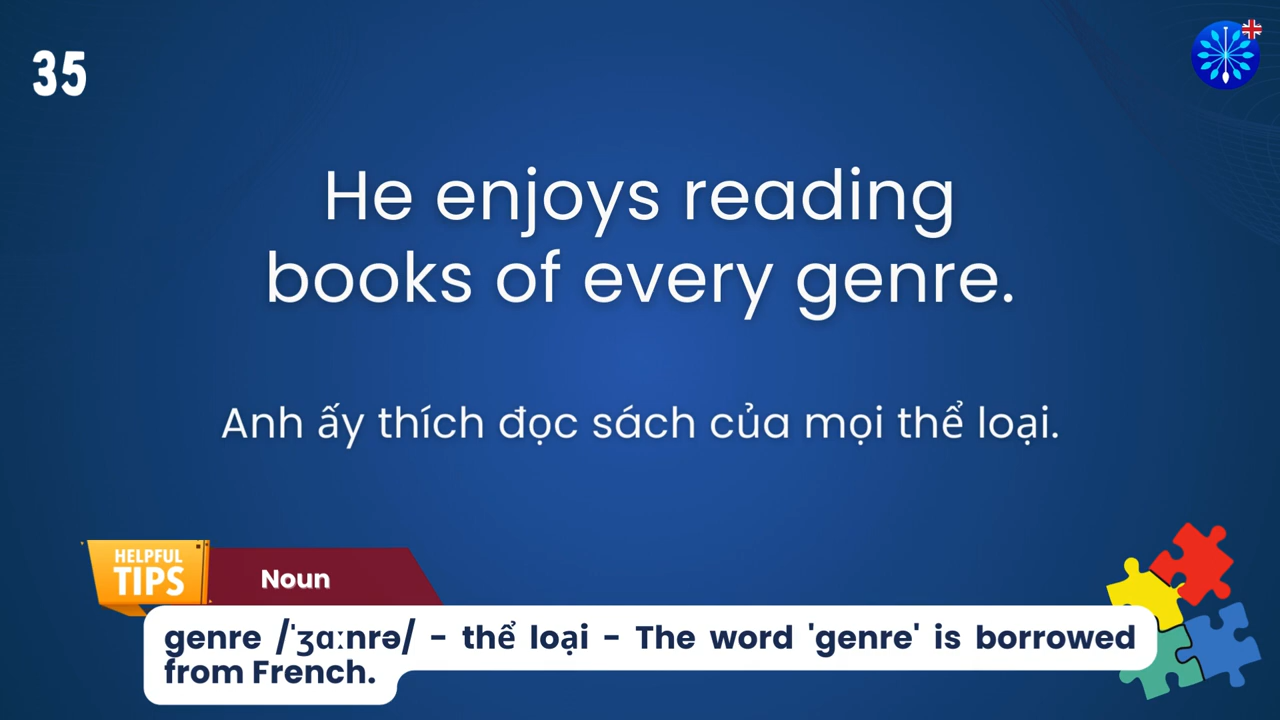 35
He enjoys reading
books of every genre.
Anh ấy thích đọc sách của mọi thể loại.
HELPFUL
TIPS
Noun
genre /ˈʒɑːnrə/ - thể loại - The word 'genre' is borrowed
from French.